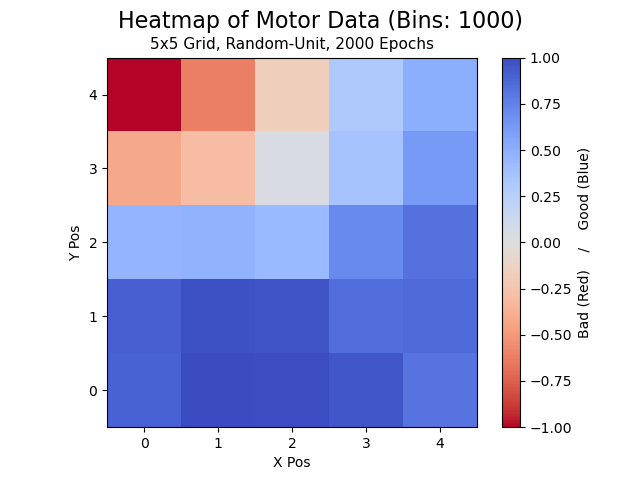 Heatmap of Motor Data (Bins: 1000)
5x5 Grid, Random-Unit, 2000 Epochs
4
3
2
1
0
Y Pos
0 1 2 3 4
X Pos
1.00
0.75
0.50
0.25
0.00
−0.25
−0.50
−0.75
−1.00
Bad (Red) / Good (Blue)